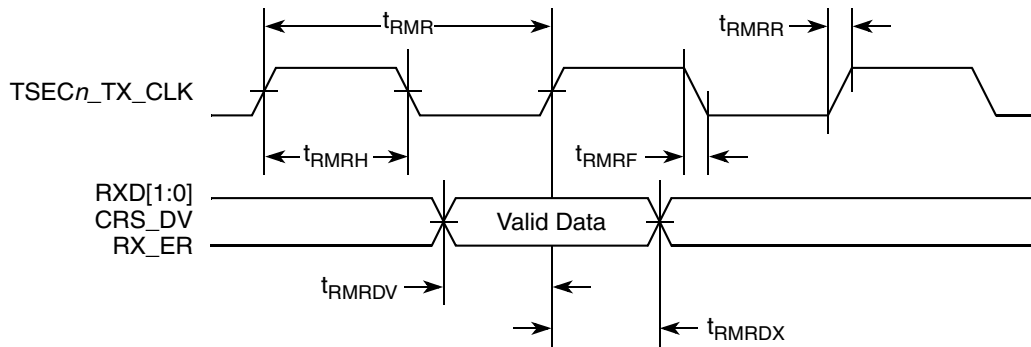 tRMR
tRMRR
TSECn_TX_CLK
tRMRH
tRMRF
RXD[1:0]
CRS_DV
RX_ER
Valid Data
tRMRDV
tRMRDX